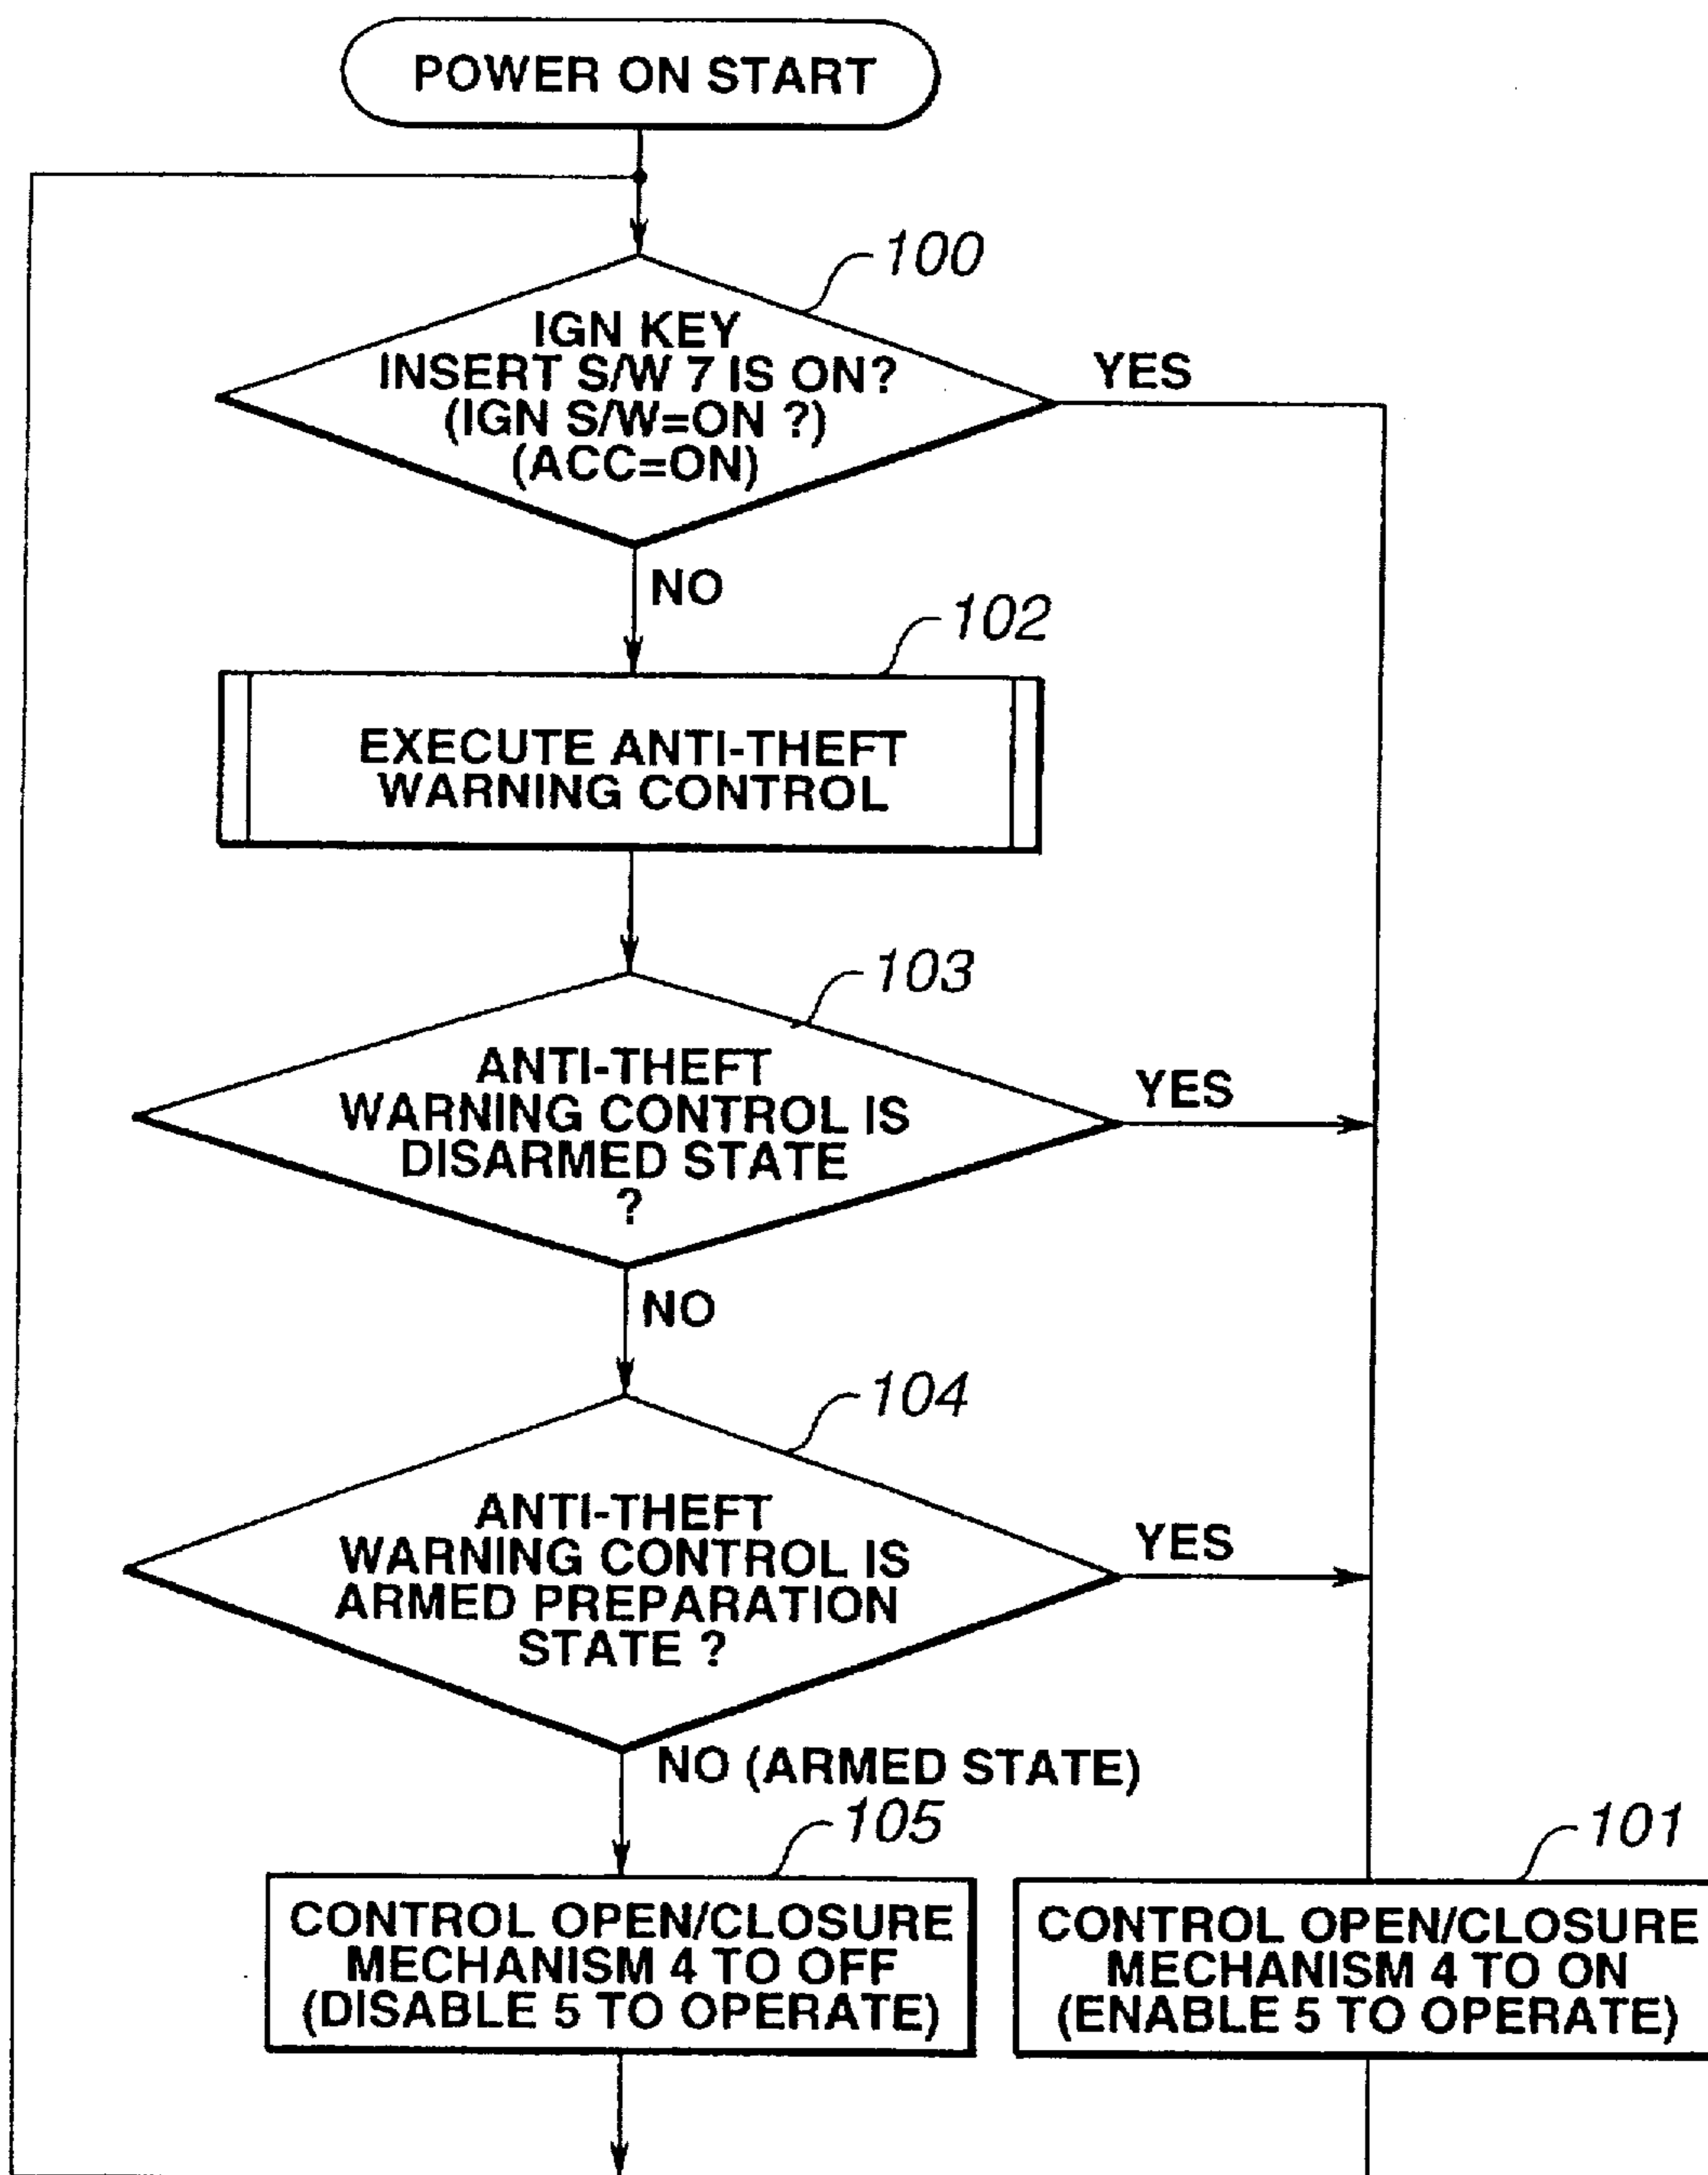 POWER ON START
100
IGN KEY
INSERT S/W 7 IS ON?
(IGN S/W=ON ?)
(ACC=ON)
YES
NO
102
EXECUTE ANTI-THEFT
WARNING CONTROL
103
ANTI-THEFT
WARNING CONTROL IS
DISARMED STATE
?
YES
NO
104
ANTI-THEFT
WARNING CONTROL IS
ARMED PREPARATION
STATE ?
YES
NO (ARMED STATE)
105
CONTROL OPEN/CLOSURE
MECHANISM 4 TO OFF
(DISABLE 5 TO OPERATE)
101
CONTROL OPEN/CLOSURE
MECHANISM 4 TO ON
(ENABLE 5 TO OPERATE)